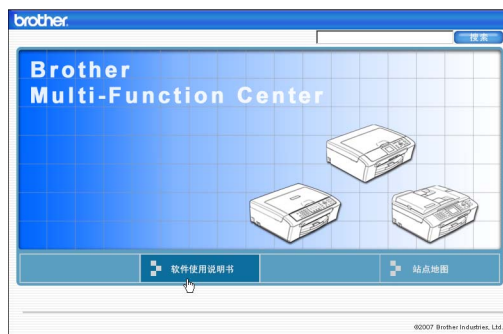 brother
搜索
Brother
Multi-Function Center
软件使用说明书
站点地图
©2007 Brother Industries, Ltd.